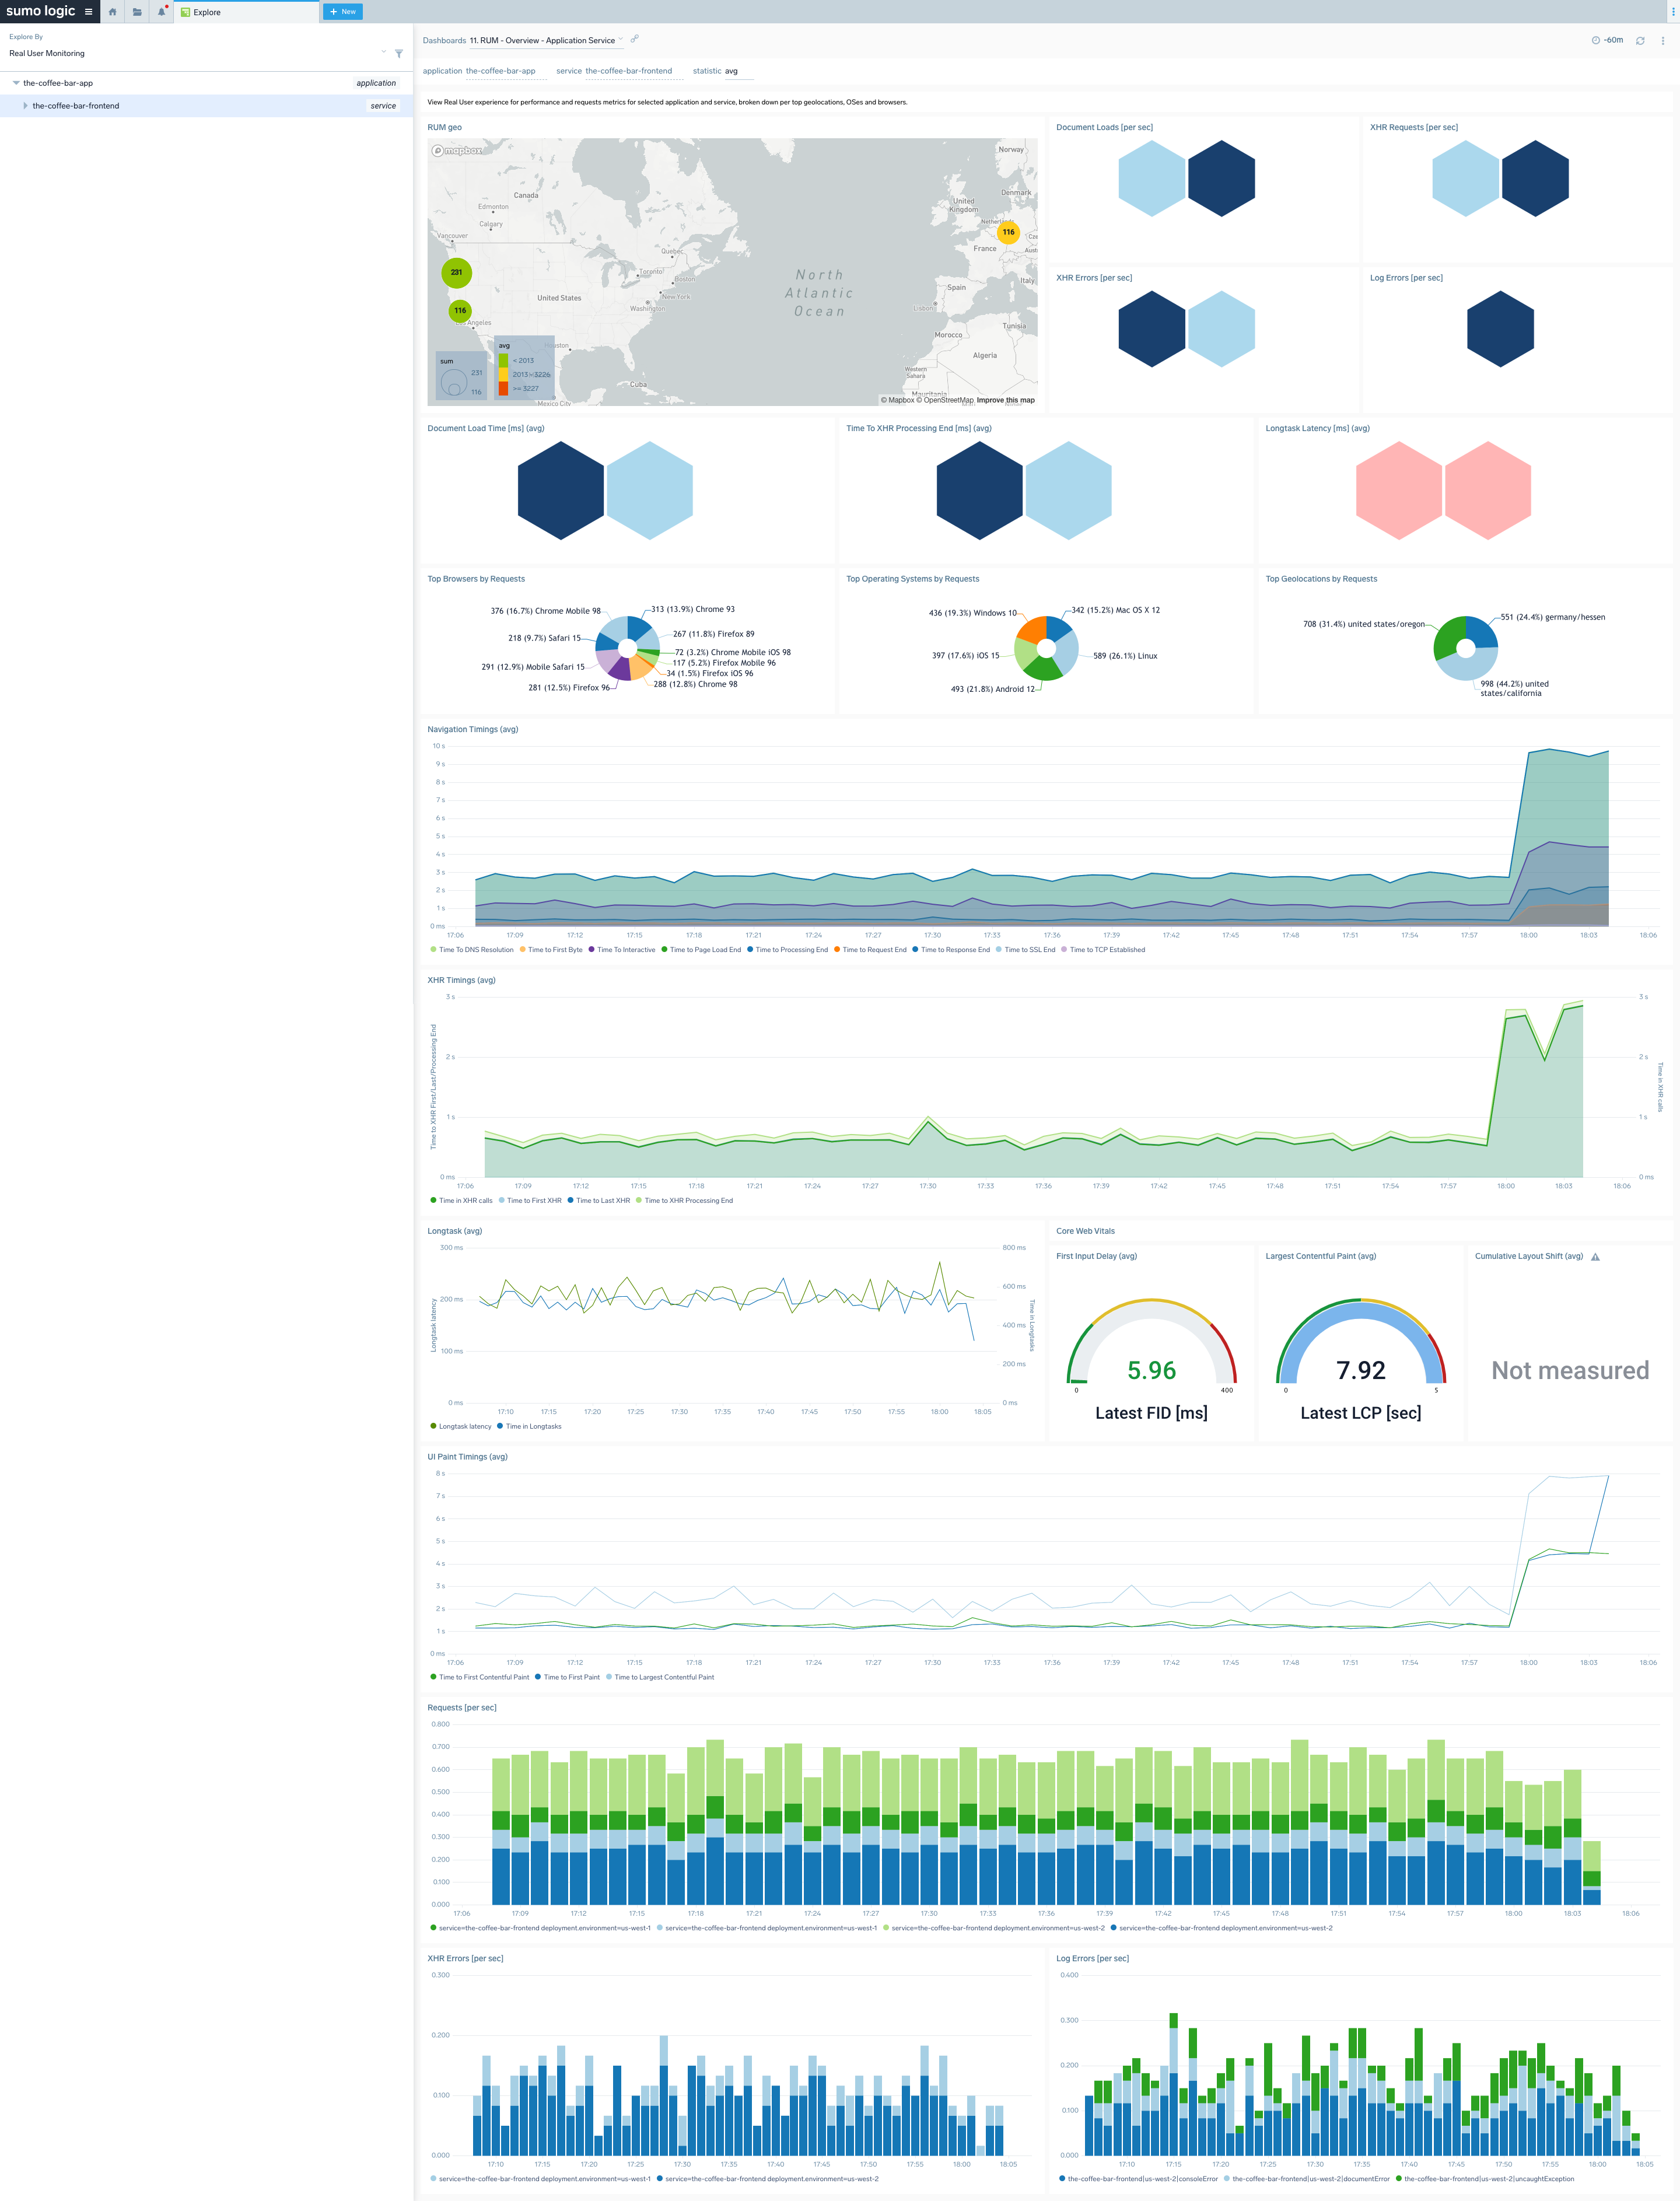 sumo logic
Explore
+ New
Explore By
Real User Monitoring
the-coffee-bar-app application
the-coffee-bar-frontend service
Dashboards 11. RUM - Overview - Application Service
-60m
application the-coffee-bar-app service the-coffee-bar-frontend statistic avg
View Real User experience for performance and requests metrics for selected application and service, broken down per top geolocations, OSes and browsers.
RUM geo
mapbox
Norway
Denmark
United Kingdom
Canada
Edmonton
Calgary
Vancouver
Quebec
Toronto
Boston
New York
Washington
United States
Houston
Cuba
Mexico City
North
Atlantic
Ocean
France
Spain
Italy
Lisbona
Tunisia
Morocco
Algeria
Western Sahara
231
116
116
sum
231
116
avg
< 2013
2013 - 3226
>= 3227
© Mapbox © OpenStreetMap Improve this map
Document Loads [per sec]
XHR Requests [per sec]
XHR Errors [per sec]
Log Errors [per sec]
Document Load Time [ms] (avg)
Time To XHR Processing End [ms] (avg)
Longtask Latency [ms] (avg)
Top Browsers by Requests
376 (16.7%) Chrome Mobile 98
313 (13.9%) Chrome 93
218 (9.7%) Safari 15
267 (11.8%) Firefox 89
72 (3.2%) Chrome Mobile iOS 98
291 (12.9%) Mobile Safari 15
117 (5.2%) Firefox Mobile 96
34 (1.5%) Firefox iOS 96
281 (12.5%) Firefox 96
288 (12.8%) Chrome 98
Top Operating Systems by Requests
436 (19.3%) Windows 10
342 (15.2%) Mac OS X 12
397 (17.6%) iOS 15
589 (26.1%) Linux
493 (21.8%) Android 12
Top Geolocations by Requests
708 (31.4%) united states/oregon
551 (24.4%) germany/hessen
998 (44.2%) united
states/california
Navigation Timings (avg)
10 s
9 s
8 s
7 s
6 s
5 s
4 s
3 s
2 s
1 s
0 ms
17:06 17:09 17:12 17:15 17:18 17:21 17:24 17:27 17:30 17:33 17:36 17:39 17:42 17:45 17:48 17:51 17:54 17:57 18:00 18:03 18:06
Time To DNS Resolution Time to First Byte Time To Interactive Time to Page Load End Time to Processing End Time to Request End Time to Response End Time to SSL End Time to TCP Established
XHR Timings (avg)
Time to XHR First/Last/Processing End
3 s
2 s
1 s
0 ms
3 s
2 s
1 s
0 ms
Time in XHR calls
17:06 17:09 17:12 17:15 17:18 17:21 17:24 17:27 17:30 17:33 17:36 17:39 17:42 17:45 17:48 17:51 17:54 17:57 18:00 18:03 18:06
Time in XHR calls Time to First XHR Time to Last XHR Time to XHR Processing End
Longtask (avg)
Longtask latency
300 ms
200 ms
100 ms
0 ms
800 ms
600 ms
400 ms
200 ms
0 ms
Time in Longtasks
17:10 17:15 17:20 17:25 17:30 17:35 17:40 17:45 17:50 17:55 18:00 18:05
Longtask latency Time in Longtasks
Core Web Vitals
First Input Delay (avg)
5.96
0 400
Latest FID [ms]
Largest Contentful Paint (avg)
7.92
0 5
Latest LCP [sec]
Cumulative Layout Shift (avg)
Not measured
UI Paint Timings (avg)
8 s
7 s
6 s
5 s
4 s
3 s
2 s
1 s
0 ms
17:06 17:09 17:12 17:15 17:18 17:21 17:24 17:27 17:30 17:33 17:36 17:39 17:42 17:45 17:48 17:51 17:54 17:57 18:00 18:03 18:06
Time to First Contentful Paint Time to First Paint Time to Largest Contentful Paint
Requests [per sec]
0.800
0.700
0.600
0.500
0.400
0.300
0.200
0.100
0.000
17:06 17:09 17:12 17:15 17:18 17:21 17:24 17:27 17:30 17:33 17:36 17:39 17:42 17:45 17:48 17:51 17:54 17:57 18:00 18:03 18:06
service=the-coffee-bar-frontend deployment.environment=us-west-1 service=the-coffee-bar-frontend deployment.environment=us-west-1 service=the-coffee-bar-frontend deployment.environment=us-west-2 service=the-coffee-bar-frontend deployment.environment=us-west-2
XHR Errors [per sec]
0.300
0.200
0.100
0.000
17:10 17:15 17:20 17:25 17:30 17:35 17:40 17:45 17:50 17:55 18:00 18:05
service=the-coffee-bar-frontend deployment.environment=us-west-1 service=the-coffee-bar-frontend deployment.environment=us-west-2
Log Errors [per sec]
0.400
0.300
0.200
0.100
0.000
17:10 17:15 17:20 17:25 17:30 17:35 17:40 17:45 17:50 17:55 18:00 18:05
the-coffee-bar-frontend|us-west-2|consoleError the-coffee-bar-frontend|us-west-2|documentError the-coffee-bar-frontend|us-west-2|uncaughtException